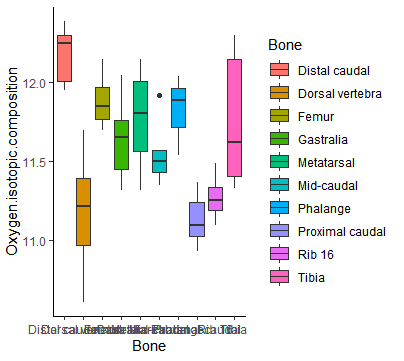 Bone
Distal caudal
Dorsal vertebra
Femur
Gastralia
Metatarsal
Mid-caudal
Phalange
Proximal caudal
Rib 16
Tibia
Oxygen.isotopic.composition
12.0
11.5
11.0
Bone